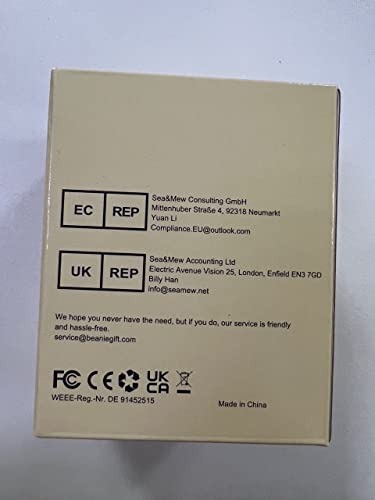 EC REP
Sea&Mew Consulting GmbH
Mittenhuber Straße 4, 92318 Neumarkt
Yuan Li
Compliance.EU@outlook.com
UK REP
Sea&Mew Accounting Ltd
Electric Avenue Vision 25, London, Enfield EN3 7GD
Billy Han
info@seamew.net
We hope you never have the need, but if you do, our service is friendly
and hassle-free.
service@beaniegift.com
FC CE UK CA
WEEE-Reg.-Nr. DE 91452515
Made in China